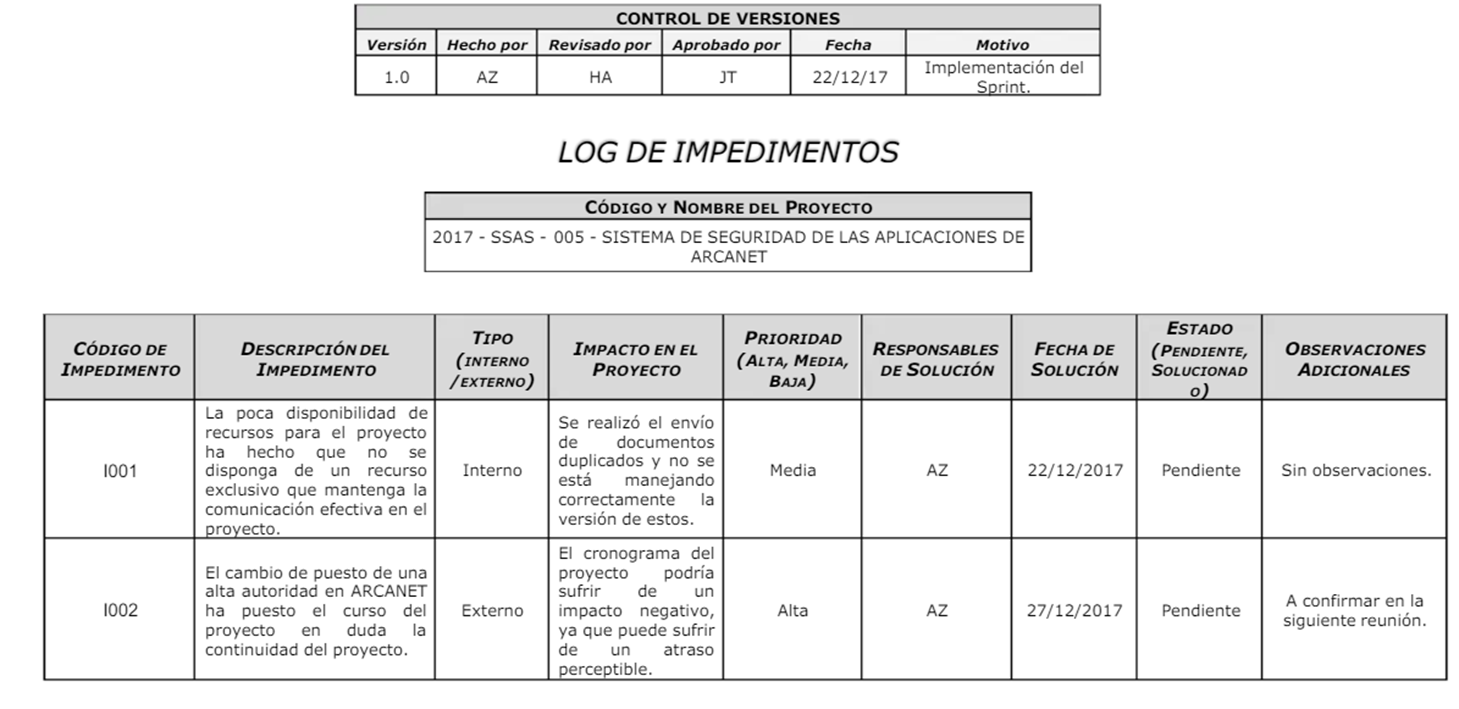 CONTROL DE VERSIONES
Versión Hecho por Revisado por Aprobado por Fecha Motivo
1.0 AZ HA JT 22/12/17 Implementación del
Sprint.
LOG DE IMPEDIMENTOS
CÓDIGO Y NOMBRE DEL PROYECTO
2017 - SSAS - 005 - SISTEMA DE SEGURIDAD DE LAS APLICACIONES DE
ARCANET
CÓDIGO DE
IMPEDIMENTO
DESCRIPCIÓN DEL
IMPEDIMENTO
TIPO
(INTERNO
/EXTERNO)
IMPACTO EN EL
PROYECTO
PRIORIDAD
(ALTA, MEDIA,
BAJA)
RESPONSABLES
DE SOLUCIÓN
FECHA DE
SOLUCIÓN
ESTADO
(PENDIENTE,
SOLUCIONAD
O)
OBSERVACIONES
ADICIONALES
I001
La poca disponibilidad de
recursos para el proyecto
ha hecho que no se
disponga de un recurso
exclusivo que mantenga la
comunicación efectiva en el
proyecto.
Interno
Se realizó el envío
de documentos
duplicados y no se
está manejando
correctamente la
versión de estos.
Media
AZ
22/12/2017
Pendiente
Sin observaciones.
I002
El cambio de puesto de una
alta autoridad en ARCANET
ha puesto el curso del
proyecto en duda la
continuidad del proyecto.
Externo
El cronograma del
proyecto podría
sufrir de un
impacto negativo,
ya que puede sufrir
de un atraso
perceptible.
Alta
AZ
27/12/2017
Pendiente
A confirmar en la
siguiente reunión.